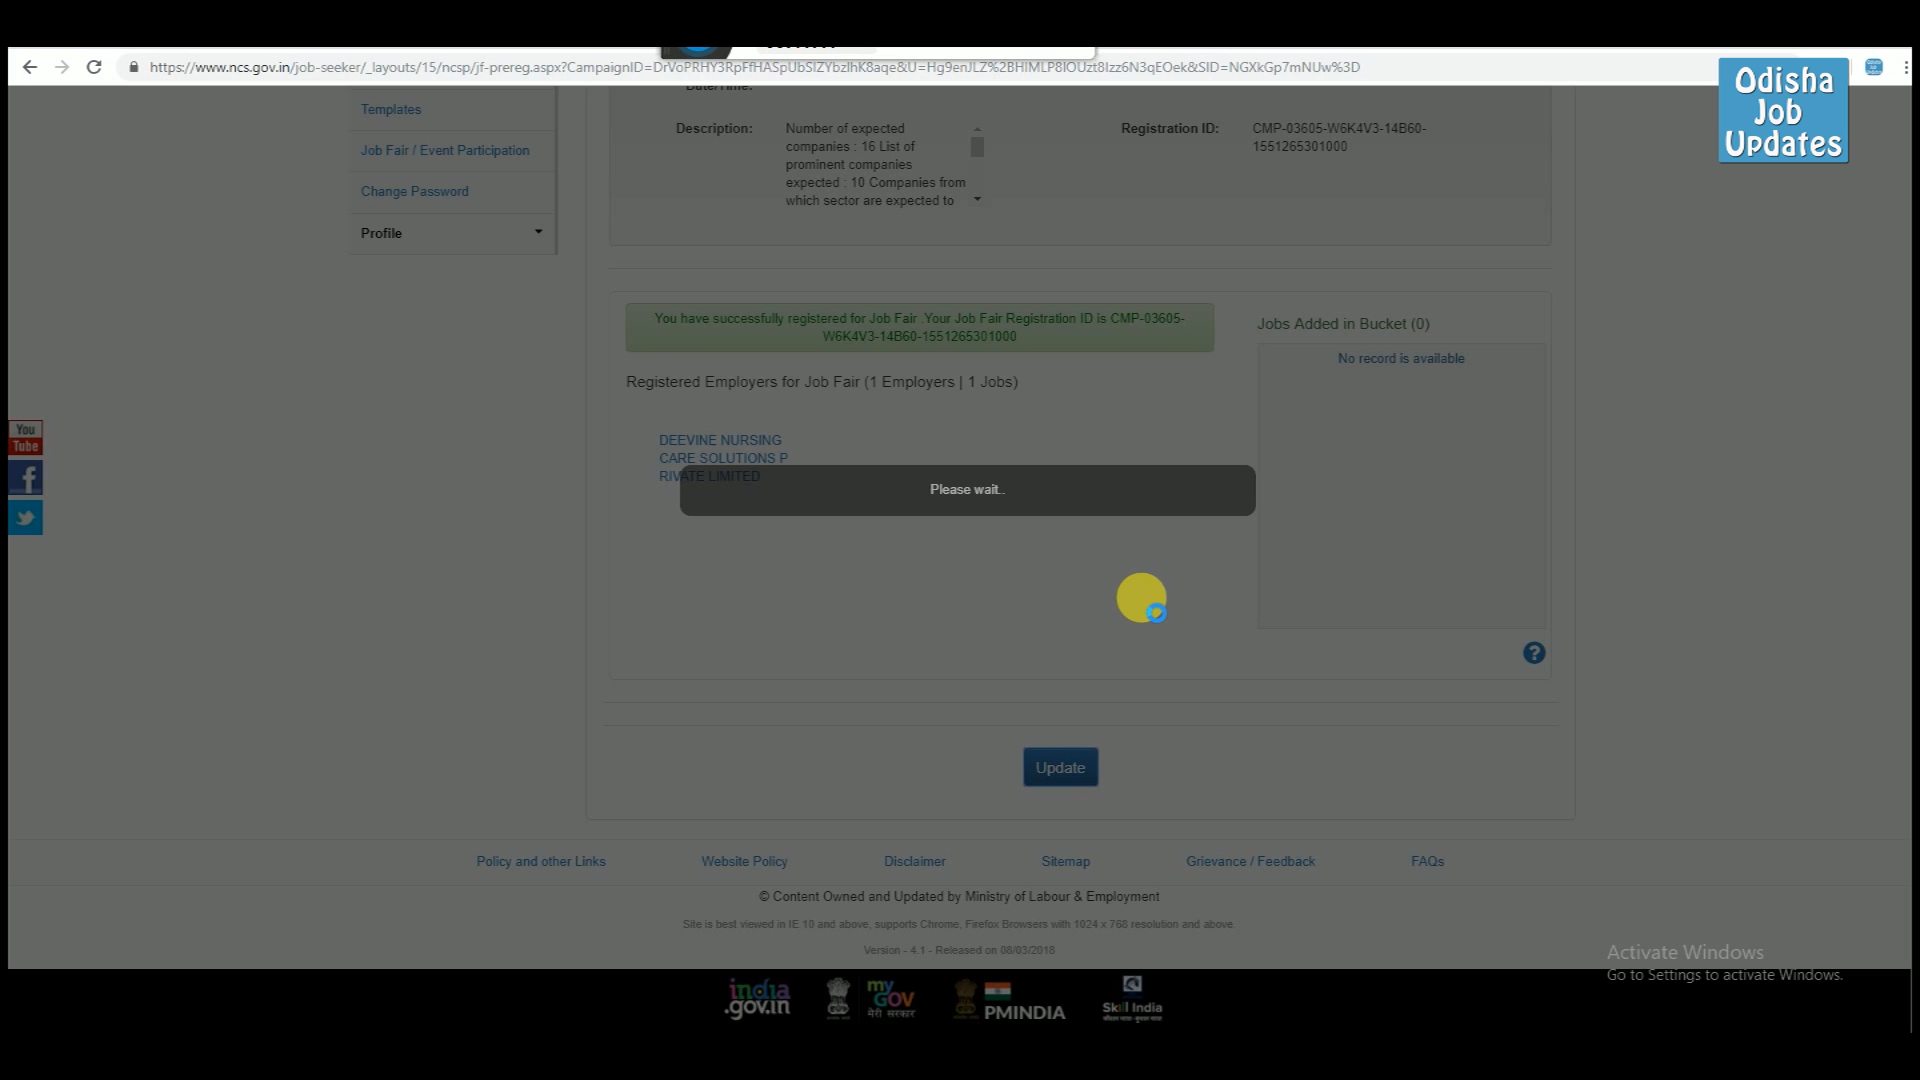 https://www.ncs.gov.in/job-seeker/_layouts/15/ncsp/jf-prereg.aspx?CampaignID=DrVoPRHY3RpFfHASpUbSIZYbzlhK8aqe&U=Hg9enJLZ%2BHIMLP8IOUzt8Izz6N3qEOek&SID=NGXkGp7mNUw%3D
Odisha
Job
Updates
Date/Time:
Templates
Job Fair / Event Participation
Change Password
Profile
Description:
Number of expected
companies : 16 List of
prominent companies
expected : 10 Companies from
which sector are expected to
Registration ID:
CMP-03605-W6K4V3-14B60-
1551265301000
You have successfully registered for Job Fair .Your Job Fair Registration ID is CMP-03605-
W6K4V3-14B60-1551265301000
Registered Employers for Job Fair (1 Employers | 1 Jobs)
DEEVINE NURSING
CARE SOLUTIONS P
RIVATE LIMITED
Please wait..
Jobs Added in Bucket (0)
No record is available
You
Tube
Update
Policy and other Links
Website Policy
Disclaimer
Sitemap
Grievance / Feedback
FAQs
© Content Owned and Updated by Ministry of Labour & Employment
Site is best viewed in IE 10 and above, supports Chrome, Firefox Browsers with 1024 x 768 resolution and above.
Version - 4.1 - Released on 08/03/2018
Activate Windows
Go to Settings to activate Windows.
india
.gov.in
my
GOV
मेरी सरकार
PMINDIA
Skill India